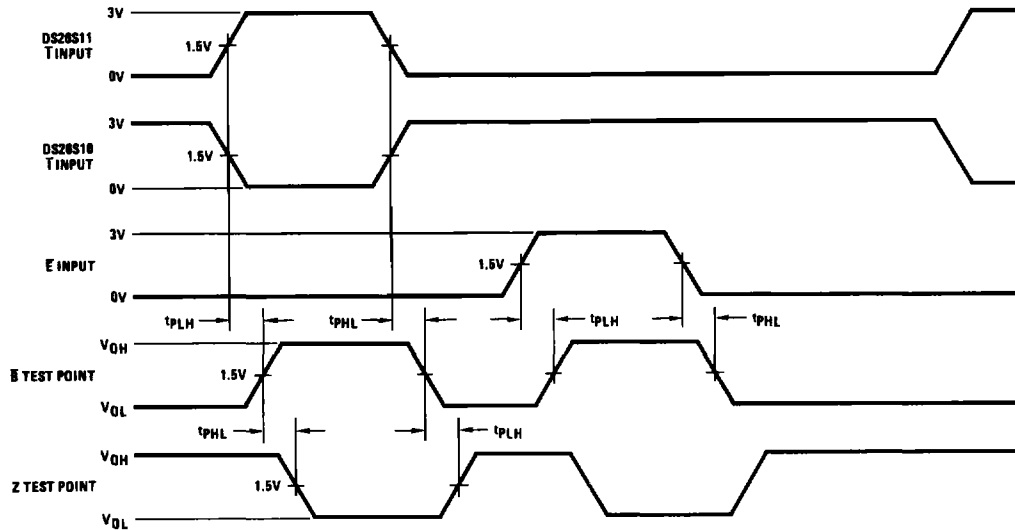 3V
DS26S11
T INPUT
1.5V
0V
3V
DS26S10
T INPUT
1.5V
0V
3V
E̅ INPUT
1.5V
0V
tPLH
tPHL
tPLH
tPHL
VOH
B̅ TEST POINT
1.5V
VOL
tPHL
tPLH
VOH
Z TEST POINT
1.5V
VOL